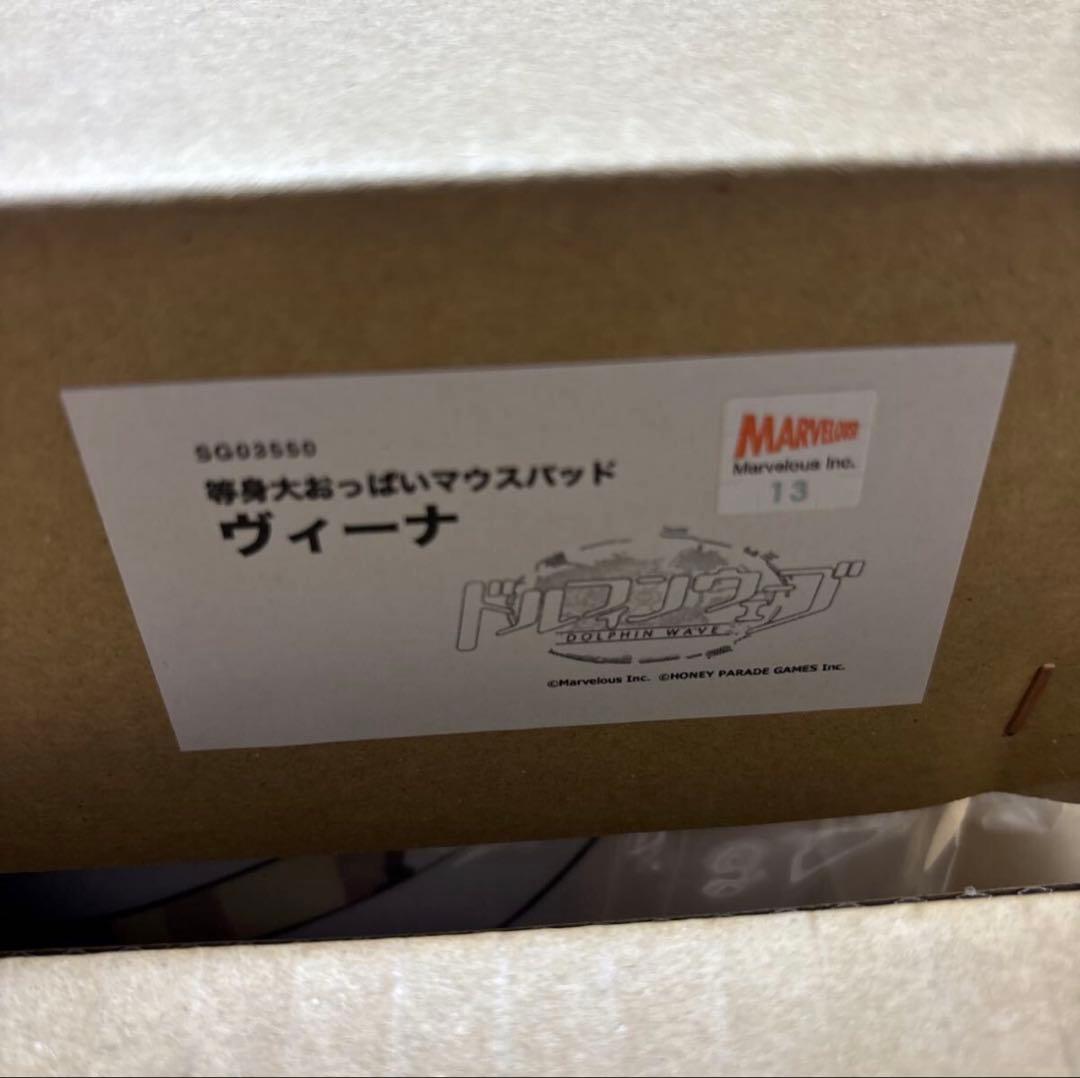 SG03550
等身大おっぱいマウスパッド
ヴィーナ
MARVELOUS
Marvelous Inc.
13
ドルフィンウェーブ
DOLPHIN WAVE
©Marvelous Inc. ©HONEY PARADE GAMES Inc.